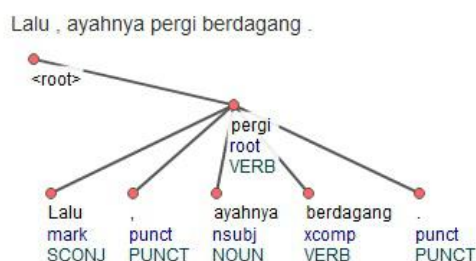 Lalu , ayahnya pergi berdagang .
<root>
pergi
root
VERB
Lalu , ayahnya berdagang .
mark punct nsubj xcomp punct
SCONJ PUNCT NOUN VERB PUNCT